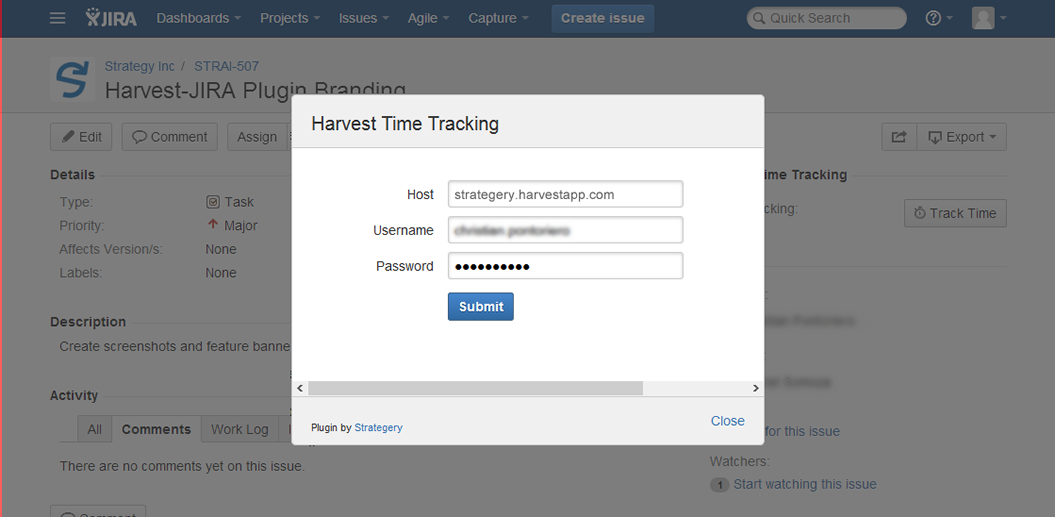 JIRA Dashboards Projects Issues Agile Capture Create issue Quick Search
Strategy Inc / STRAI-507
Harvest-JIRA Plugin Branding
Edit Comment Assign Export
Harvest Time Tracking
Details
Type: Task
Priority: Major
Affects Version/s: None
Labels: None
Host strategery.harvestapp.com
Username
Password
Submit
Time Tracking
Track Time
Description
Create screenshots and feature
Activity
All Comments Work Log
There are no comments yet on this issue.
Comment
Plugin by Strategery
Close
for this issue
Watchers:
1 Start watching this issue